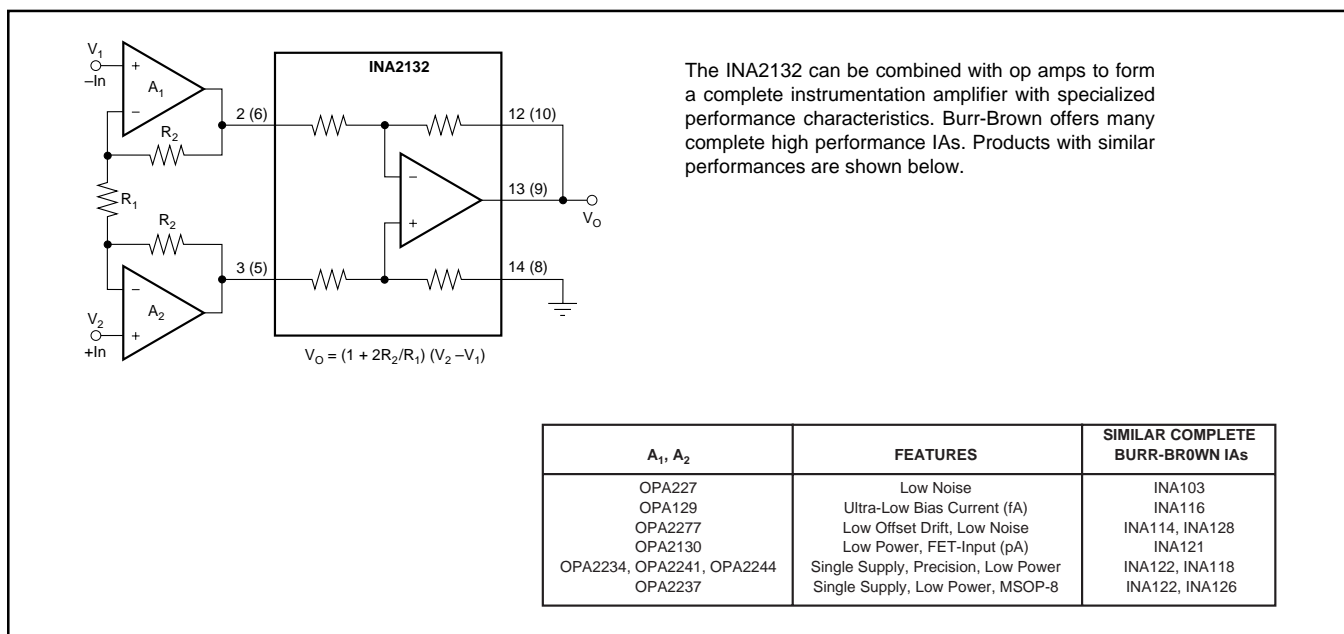 V1
–In
+
A1
–
R2
2 (6)
INA2132
12 (10)
R1
–
+
13 (9)
VO
R2
3 (5)
14 (8)
–
A2
V2
+
+In
VO = (1 + 2R2/R1) (V2 –V1)
The INA2132 can be combined with op amps to form
a complete instrumentation amplifier with specialized
performance characteristics. Burr-Brown offers many
complete high performance IAs. Products with similar
performances are shown below.
A1, A2 FEATURES SIMILAR COMPLETE BURR-BR0WN IAs
OPA227 Low Noise INA103
OPA129 Ultra-Low Bias Current (fA) INA116
OPA2277 Low Offset Drift, Low Noise INA114, INA128
OPA2130 Low Power, FET-Input (pA) INA121
OPA2234, OPA2241, OPA2244 Single Supply, Precision, Low Power INA122, INA118
OPA2237 Single Supply, Low Power, MSOP-8 INA122, INA126